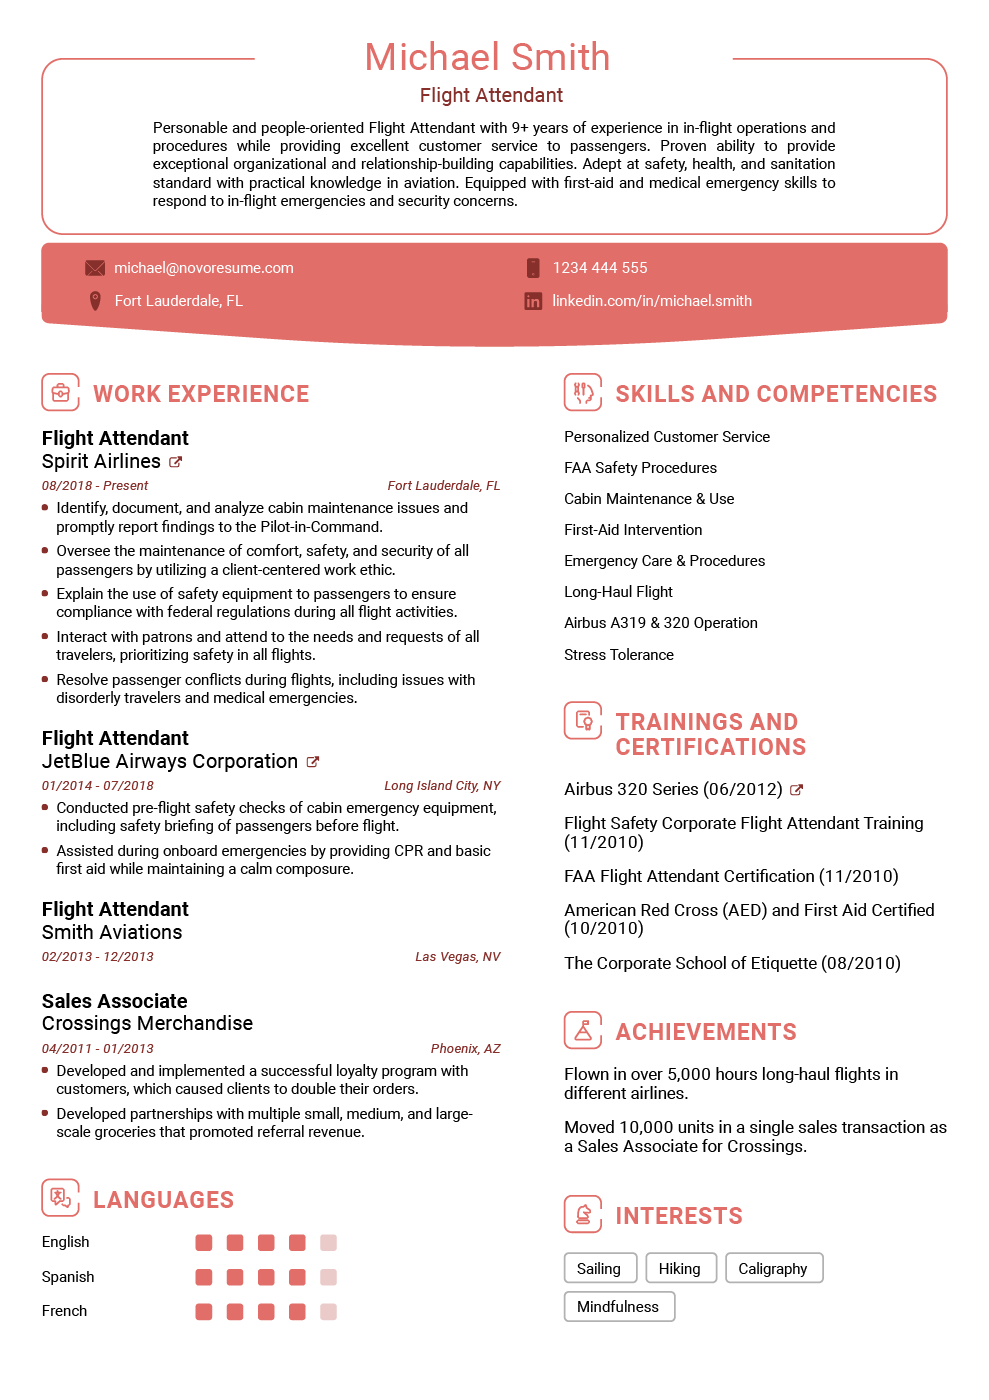 Michael Smith
Flight Attendant
Personable and people-oriented Flight Attendant with 9+ years of experience in in-flight operations and
procedures while providing excellent customer service to passengers. Proven ability to provide
exceptional organizational and relationship-building capabilities. Adept at safety, health, and sanitation
standard with practical knowledge in aviation. Equipped with first-aid and medical emergency skills to
respond to in-flight emergencies and security concerns.
michael@novoresume.com
1234 444 555
Fort Lauderdale, FL
linkedin.com/in/michael.smith
WORK EXPERIENCE
Flight Attendant
Spirit Airlines
08/2018 - Present
Fort Lauderdale, FL
Identify, document, and analyze cabin maintenance issues and
promptly report findings to the Pilot-in-Command.
Oversee the maintenance of comfort, safety, and security of all
passengers by utilizing a client-centered work ethic.
Explain the use of safety equipment to passengers to ensure
compliance with federal regulations during all flight activities.
Interact with patrons and attend to the needs and requests of all
travelers, prioritizing safety in all flights.
Resolve passenger conflicts during flights, including issues with
disorderly travelers and medical emergencies.
Flight Attendant
JetBlue Airways Corporation
01/2014 - 07/2018
Long Island City, NY
Conducted pre-flight safety checks of cabin emergency equipment,
including safety briefing of passengers before flight.
Assisted during onboard emergencies by providing CPR and basic
first aid while maintaining a calm composure.
Flight Attendant
Smith Aviations
02/2013 - 12/2013
Las Vegas, NV
Sales Associate
Crossings Merchandise
04/2011 - 01/2013
Phoenix, AZ
Developed and implemented a successful loyalty program with
customers, which caused clients to double their orders.
Developed partnerships with multiple small, medium, and large-
scale groceries that promoted referral revenue.
LANGUAGES
English
Spanish
French
SKILLS AND COMPETENCIES
Personalized Customer Service
FAA Safety Procedures
Cabin Maintenance & Use
First-Aid Intervention
Emergency Care & Procedures
Long-Haul Flight
Airbus A319 & 320 Operation
Stress Tolerance
TRAININGS AND
CERTIFICATIONS
Airbus 320 Series (06/2012)
Flight Safety Corporate Flight Attendant Training
(11/2010)
FAA Flight Attendant Certification (11/2010)
American Red Cross (AED) and First Aid Certified
(10/2010)
The Corporate School of Etiquette (08/2010)
ACHIEVEMENTS
Flown in over 5,000 hours long-haul flights in
different airlines.
Moved 10,000 units in a single sales transaction as
a Sales Associate for Crossings.
INTERESTS
Sailing
Hiking
Caligraphy
Mindfulness